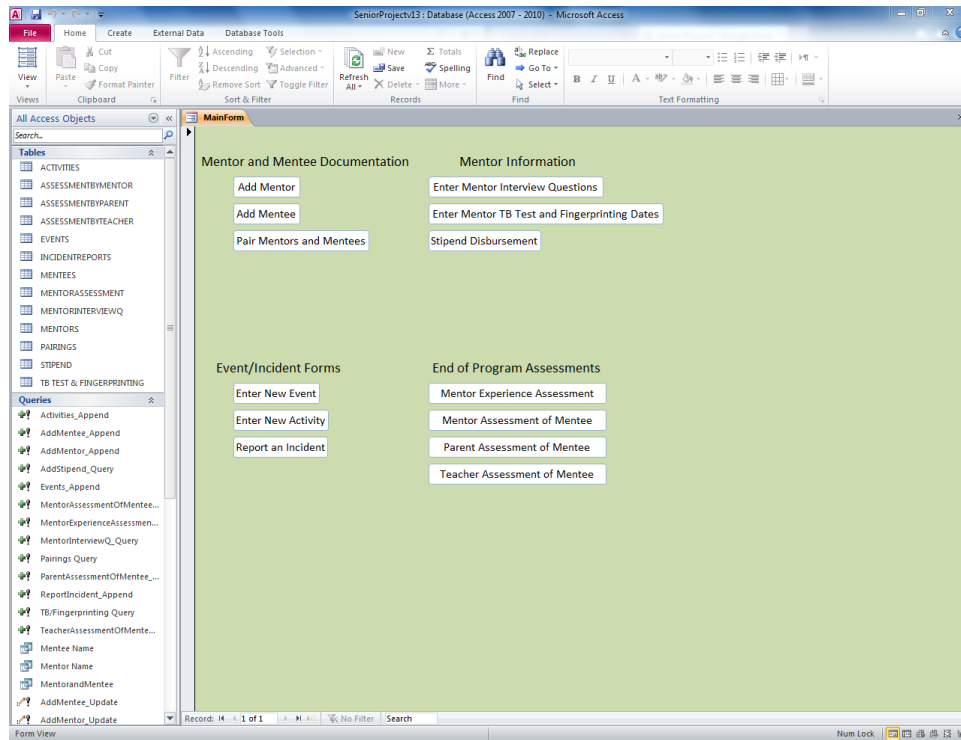 SeniorProjectv13 : Database (Access 2007 - 2010) - Microsoft Access
File Home Create External Data Database Tools
View
Views
Paste
Cut
Copy
Format Painter
Clipboard
Filter
Ascending
Descending
Remove Sort
Selection
Advanced
Toggle Filter
Sort & Filter
Refresh
All
New
Save
Delete
Totals
Spelling
More
Records
Find
Replace
Go To
Select
Find
B I U A
Text Formatting
All Access Objects
Search...
Tables
ACTIVITIES
ASSESSMENTBYMENTOR
ASSESSMENTBYPARENT
ASSESSMENTBYTEACHER
EVENTS
INCIDENTREPORTS
MENTEES
MENTORASSESSMENT
MENTORINTERVIEWQ
MENTORS
PAIRINGS
STIPEND
TB TEST & FINGERPRINTING
Queries
Activities_Append
AddMentee_Append
AddMentor_Append
AddStipend_Query
Events_Append
MentorAssessmentOfMentee...
MentorExperienceAssessmen...
MentorInterviewQ_Query
Pairings Query
ParentAssessmentOfMentee_...
ReportIncident_Append
TB/Fingerprinting Query
TeacherAssessmentOfMente...
Mentee Name
Mentor Name
MentorandMentee
AddMentee_Update
AddMentor_Update
MainForm
Mentor and Mentee Documentation
Add Mentor
Add Mentee
Pair Mentors and Mentees
Mentor Information
Enter Mentor Interview Questions
Enter Mentor TB Test and Fingerprinting Dates
Stipend Disbursement
Event/Incident Forms
Enter New Event
Enter New Activity
Report an Incident
End of Program Assessments
Mentor Experience Assessment
Mentor Assessment of Mentee
Parent Assessment of Mentee
Teacher Assessment of Mentee
Record: 1 of 1 No Filter Search
Form View Num Lock